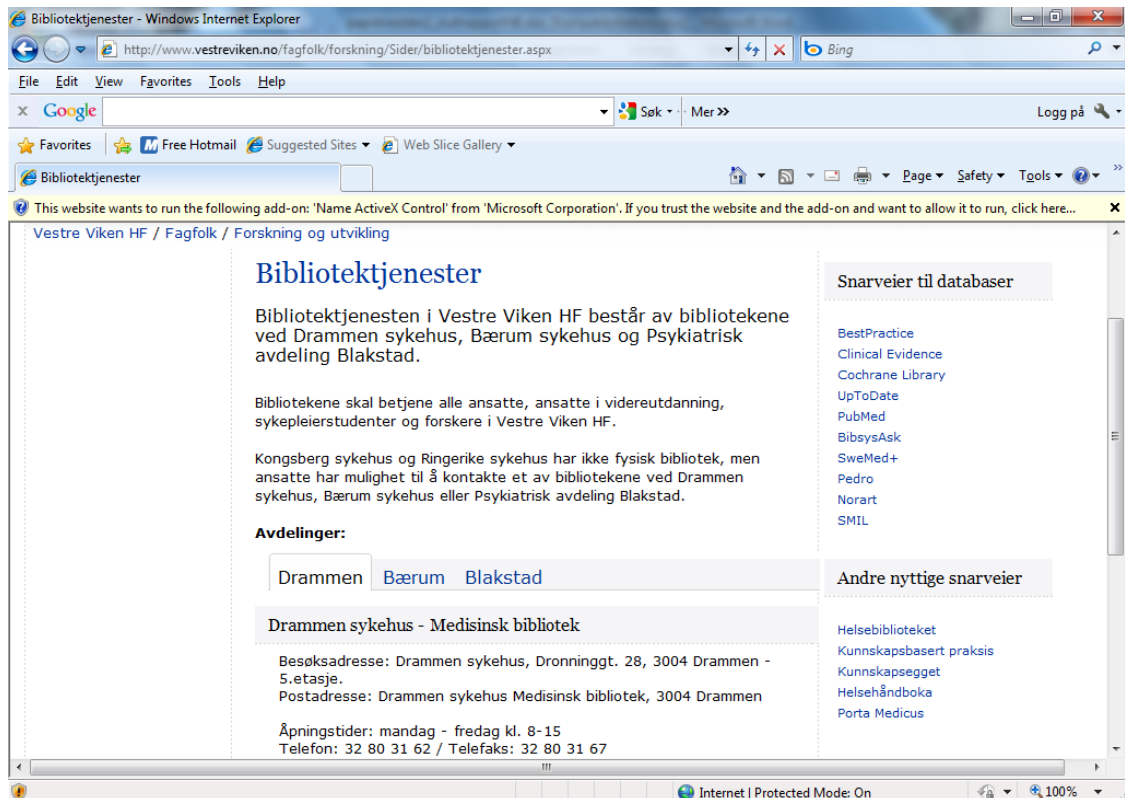 Bibliotektjenester - Windows Internet Explorer
http://www.vestreviken.no/fagfolk/forskning/Sider/bibliotektjenester.aspx
Bing
File Edit View Favorites Tools Help
x Google Søk Mer >> Logg på
Favorites Free Hotmail Suggested Sites Web Slice Gallery
Bibliotektjenester Page Safety Tools
This website wants to run the following add-on: 'Name ActiveX Control' from 'Microsoft Corporation'. If you trust the website and the add-on and want to allow it to run, click here...
Vestre Viken HF / Fagfolk / Forskning og utvikling
Bibliotektjenester
Bibliotektjenesten i Vestre Viken HF består av bibliotekene
ved Drammen sykehus, Bærum sykehus og Psykiatrisk
avdeling Blakstad.
Bibliotekene skal betjene alle ansatte, ansatte i videreutdanning,
sykepleierstudenter og forskere i Vestre Viken HF.
Kongsberg sykehus og Ringerike sykehus har ikke fysisk bibliotek, men
ansatte har mulighet til å kontakte et av bibliotekene ved Drammen
sykehus, Bærum sykehus eller Psykiatrisk avdeling Blakstad.
Avdelinger:
Drammen Bærum Blakstad
Drammen sykehus - Medisinsk bibliotek
Besøksadresse: Drammen sykehus, Dronninggt. 28, 3004 Drammen -
5.etasje.
Postadresse: Drammen sykehus Medisinsk bibliotek, 3004 Drammen
Åpningstider: mandag - fredag kl. 8-15
Telefon: 32 80 31 62 / Telefaks: 32 80 31 67
Snarveier til databaser
BestPractice
Clinical Evidence
Cochrane Library
UpToDate
PubMed
BibsysAsk
SweMed+
Pedro
Norart
SMIL
Andre nyttige snarveier
Helsebiblioteket
Kunnskapsbasert praksis
Kunnskapsegget
Helsehåndboka
Porta Medicus
Internet | Protected Mode: On
100%